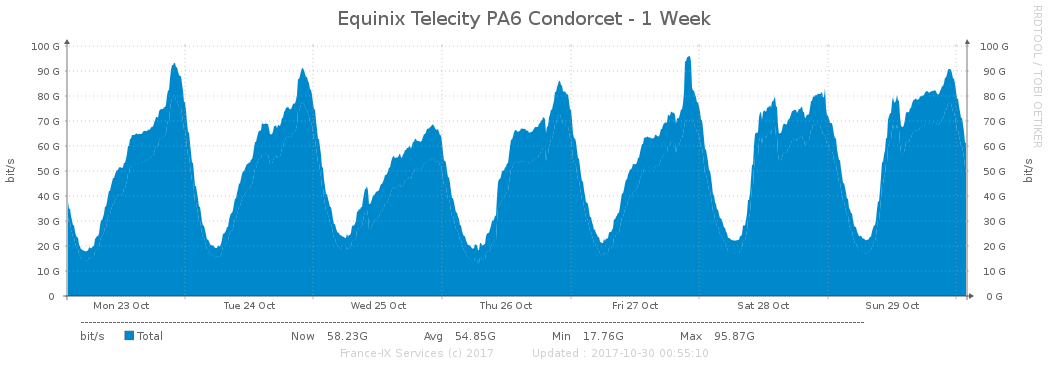 Equinix Telecity PA6 Condorcet - 1 Week
RRDTOOL / TOBI OETIKER
bit/s
100 G 100 G
90 G 90 G
80 G 80 G
70 G 70 G
60 G 60 G
50 G 50 G
40 G 40 G
30 G 30 G
20 G 20 G
10 G 10 G
0 0 G
bit/s
Mon 23 Oct Tue 24 Oct Wed 25 Oct Thu 26 Oct Fri 27 Oct Sat 28 Oct Sun 29 Oct
bit/s Total Now 58.23G Avg 54.85G Min 17.76G Max 95.87G
France-IX Services (c) 2017 Updated : 2017-10-30 00:55:10